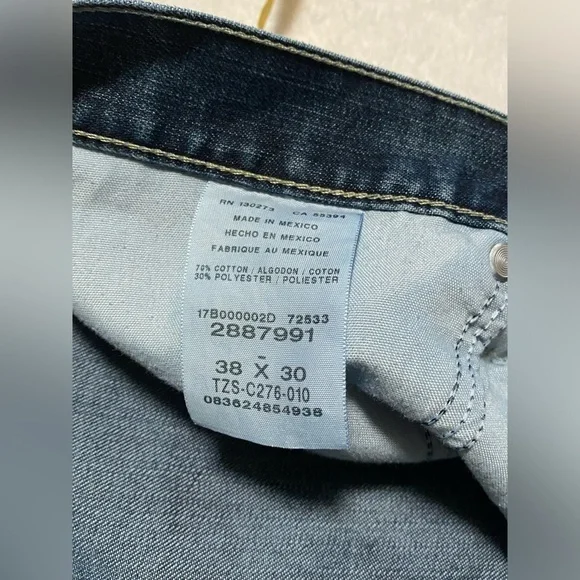 RN 130273 CA 55394
MADE IN MEXICO
HECHO EN MEXICO
FABRIQUE AU MEXIQUE
70% COTTON / ALGODON / COTON
30% POLYESTER / POLIESTER
17B000002D 72533
2887991
-
38 X 30
TZS-C276-010
083624854938